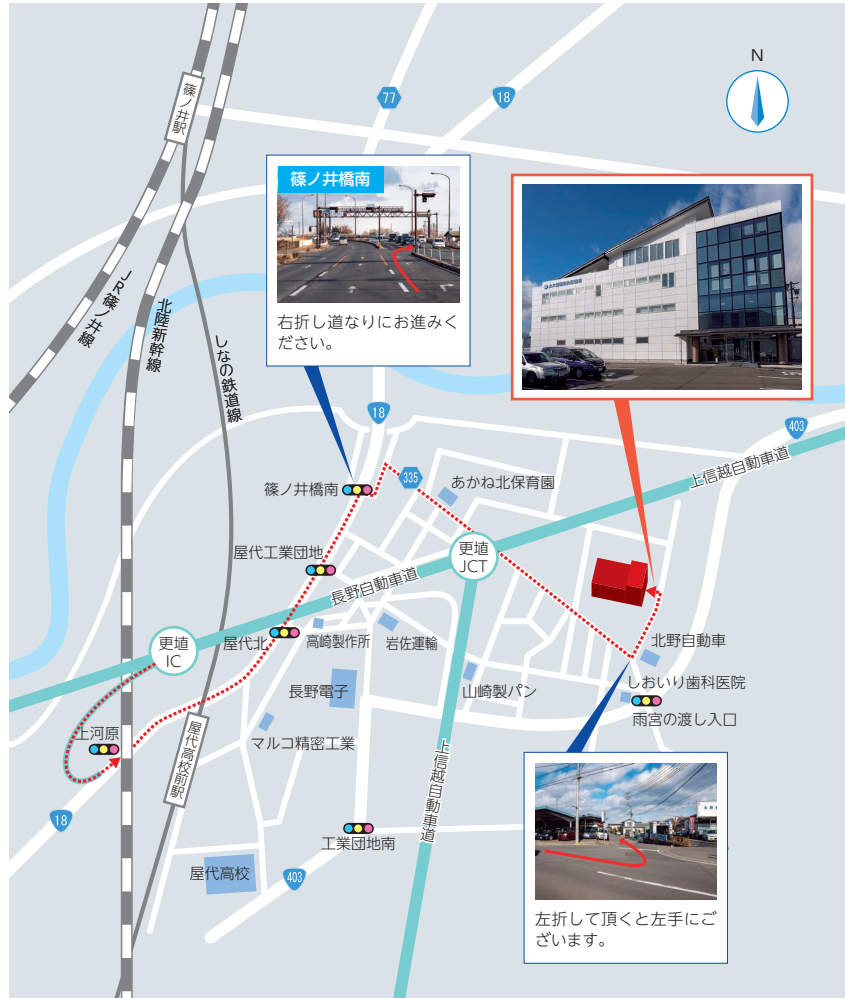 N
77
18
篠ノ井駅
篠ノ井橋南
右折し道なりにお進みく
ださい。
JR篠ノ井線
北陸新幹線
しなの鉄道線
18
403
上信越自動車道
335
あかね北保育園
篠ノ井橋南
更埴
JCT
屋代工業団地
長野自動車道
屋代北
高崎製作所
岩佐運輸
北野自動車
更埴
IC
長野電子
山崎製パン
しおいり歯科医院
雨宮の渡し入口
上河原
マルコ精密工業
屋代高校前駅
上信越自動車道
18
工業団地南
屋代高校
403
左折して頂くと左手にご
ざいます。